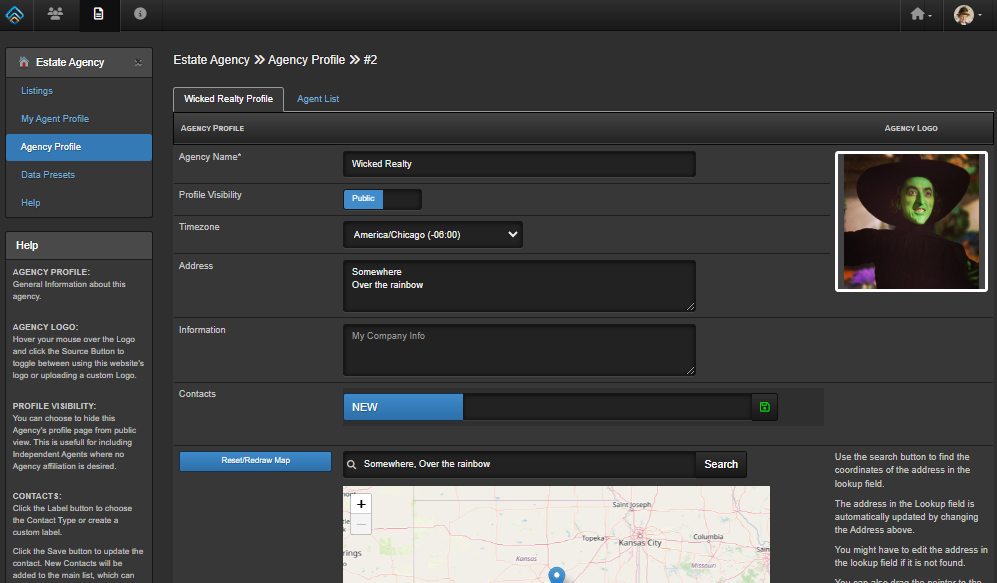 Estate Agency
Listings
My Agent Profile
Agency Profile
Data Presets
Help
Help
AGENCY PROFILE:
General Information about this
agency.
AGENCY LOGO:
Hover your mouse over the Logo
and click the Source Button to
toggle between using this website's
logo or uploading a custom Logo.
PROFILE VISIBILITY:
You can choose to hide this
Agency's profile page from public
view. This is usefull for including
Independent Agents where no
Agency affiliation is desired.
CONTACTS:
Click the Label button to choose
the Contact Type or create a
custom label.
Click the Save button to update the
contact. New Contacts will be
added to the main list, which can
Estate Agency » Agency Profile » #2
Wicked Realty Profile
Agent List
AGENCY PROFILE
AGENCY LOGO
Agency Name*
Wicked Realty
Profile Visibility
Public
Timezone
America/Chicago (-06:00)
Address
Somewhere
Over the rainbow
Information
My Company Info
Contacts
NEW
Reset/Redraw Map
Somewhere, Over the rainbow
Search
+
−
Saint Joseph
Topeka
Kansas City
Columbia
Kansas
Missouri
rings
Use the search button to find the
coordinates of the address in the
lookup field.
The address in the Lookup field is
automatically updated by changing
the Address above.
You might have to edit the address in
the lookup field if it is not found.
You can also drag the pointer to the